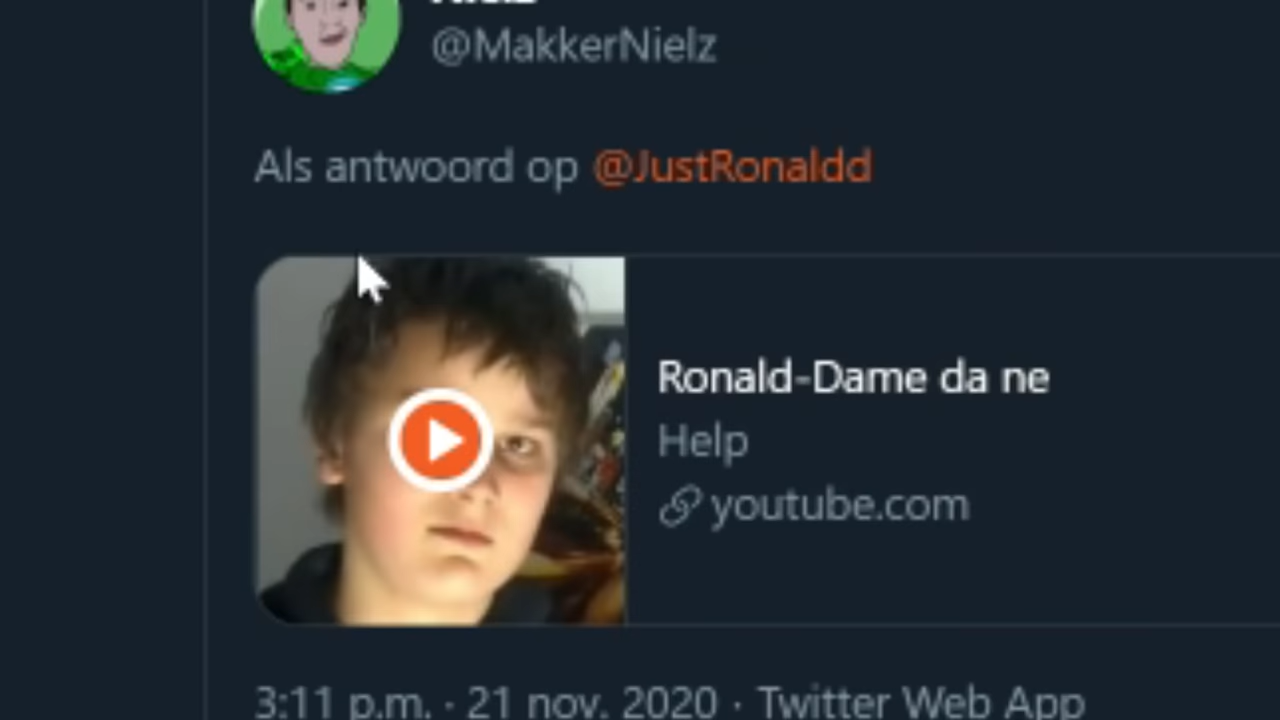 @MakkerNielz
Als antwoord op @JustRonaldd
Ronald-Dame da ne
Help
youtube.com
3:11 p.m. · 21 nov. 2020 · Twitter Web App